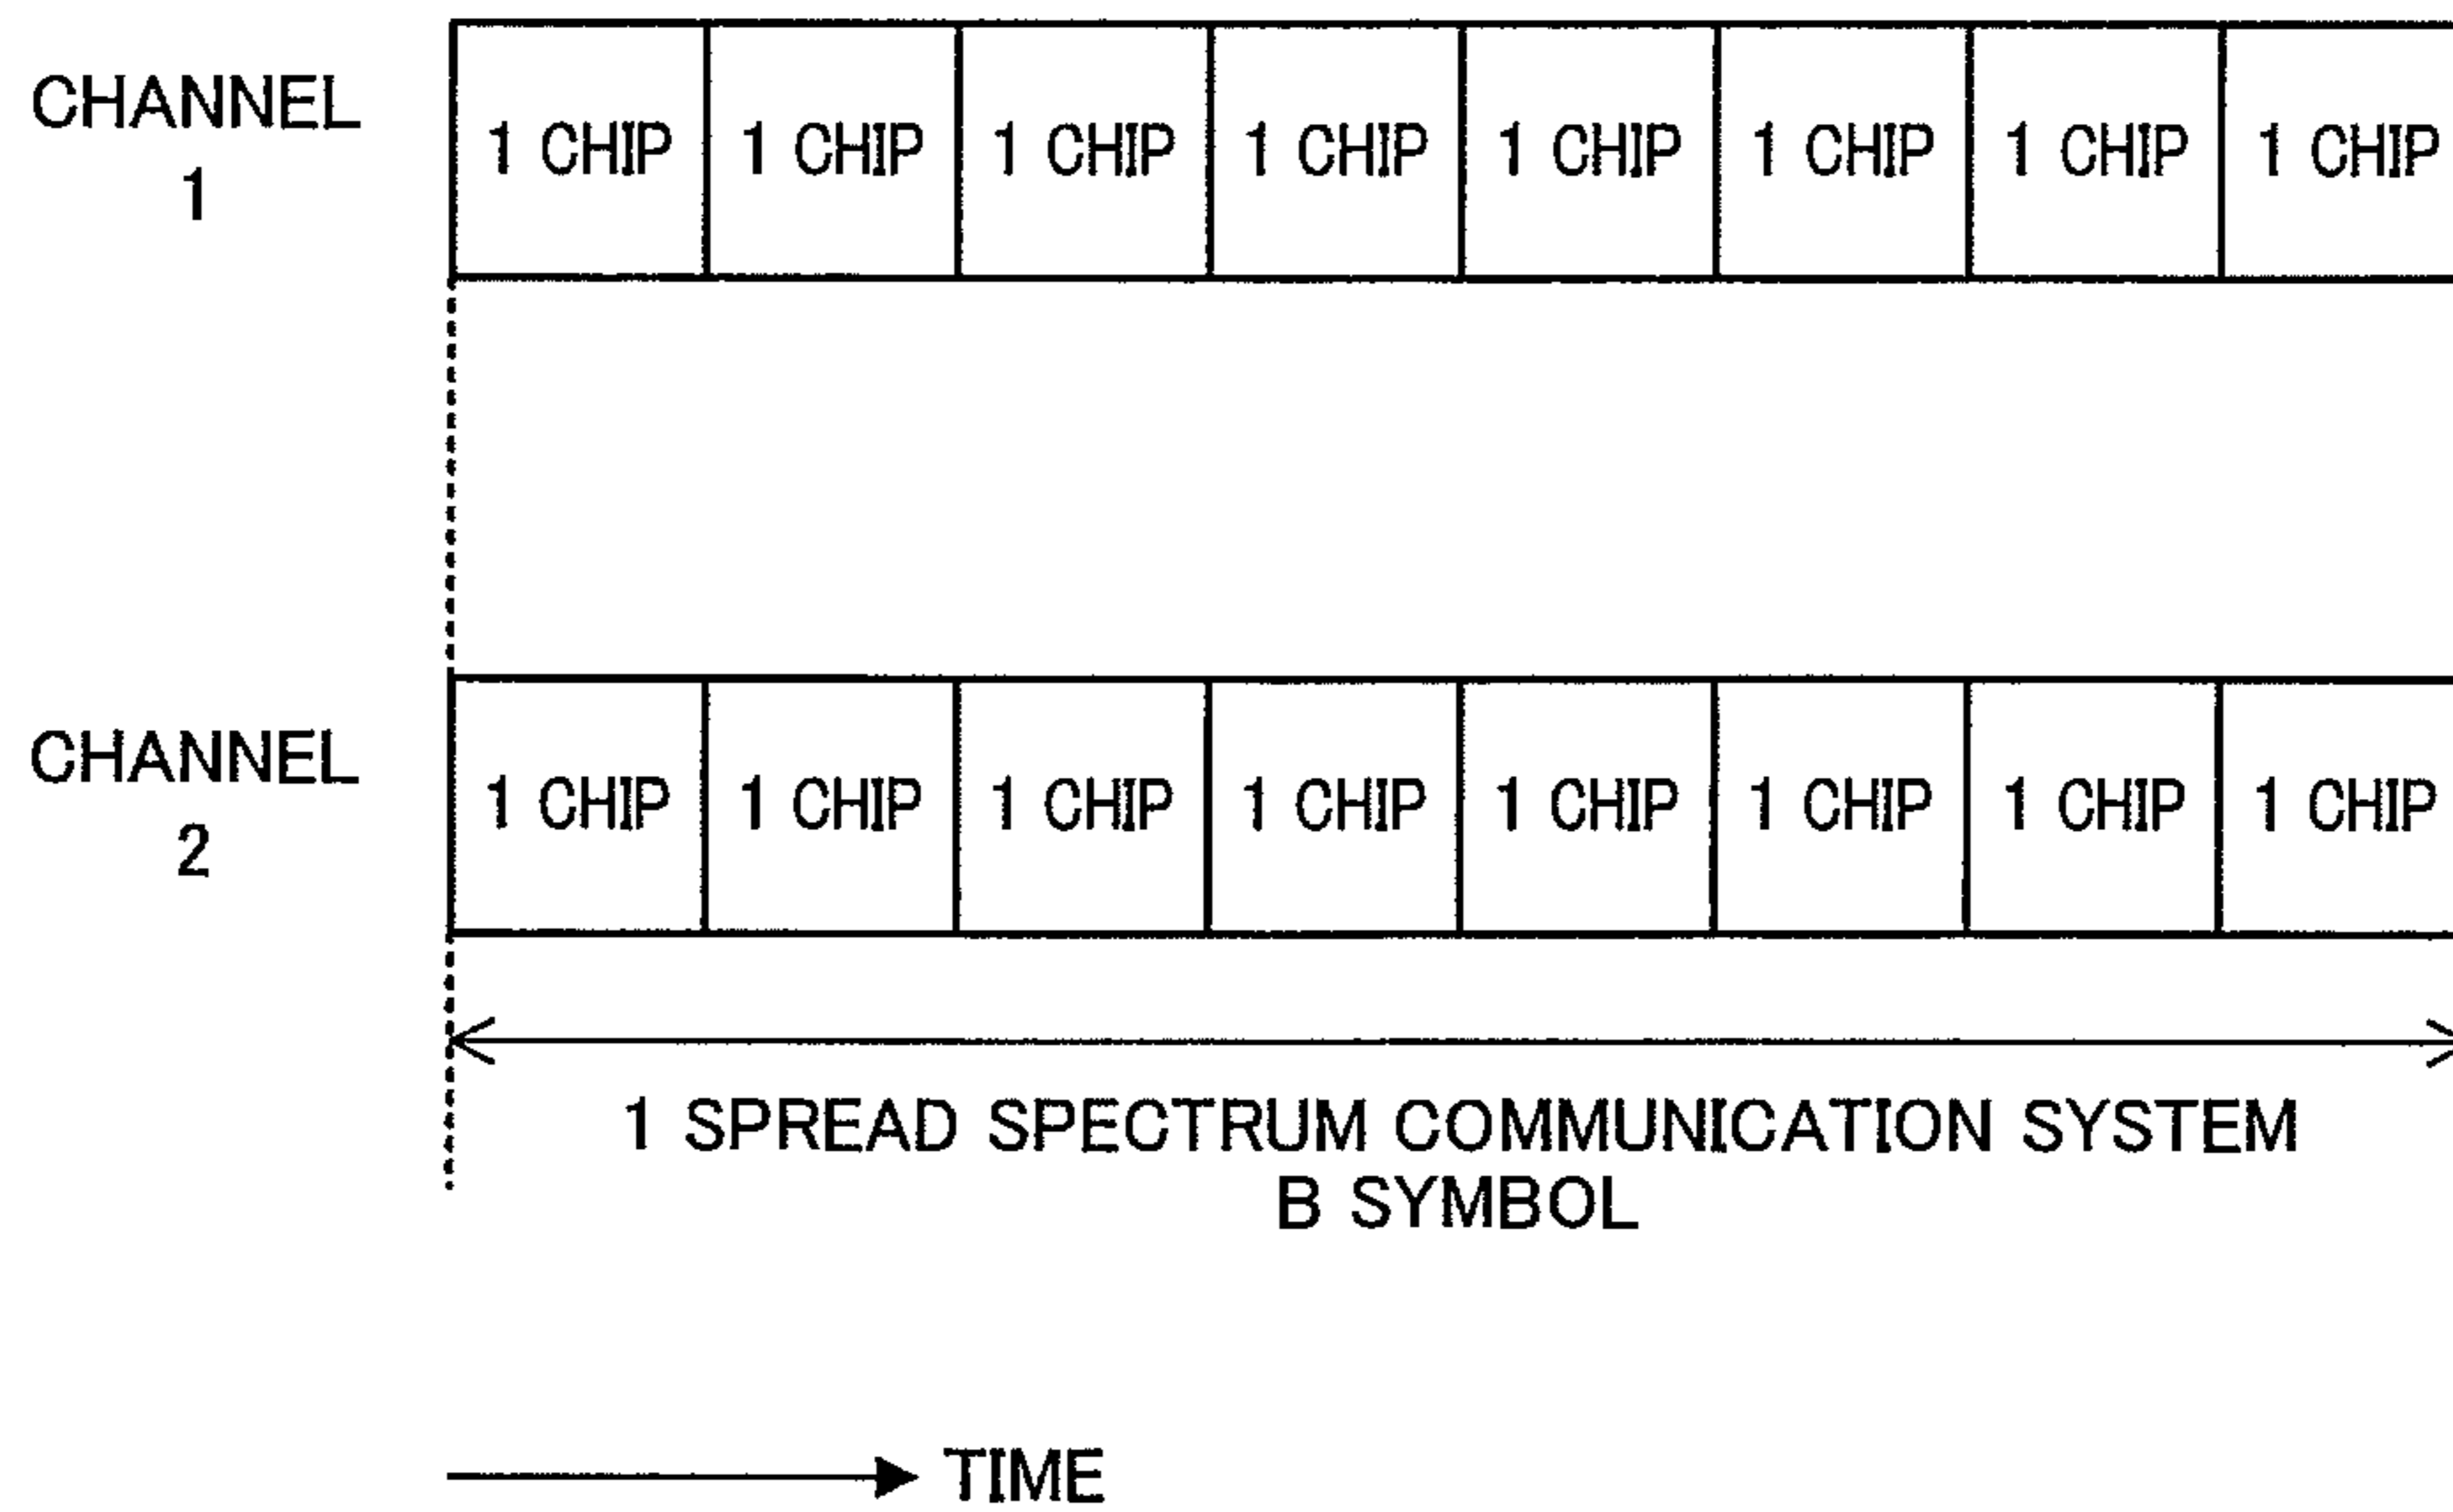 CHANNEL
1
1 CHIP 1 CHIP 1 CHIP 1 CHIP 1 CHIP 1 CHIP 1 CHIP 1 CHIP
CHANNEL
2
1 CHIP 1 CHIP 1 CHIP 1 CHIP 1 CHIP 1 CHIP 1 CHIP 1 CHIP
1 SPREAD SPECTRUM COMMUNICATION SYSTEM
B SYMBOL
TIME